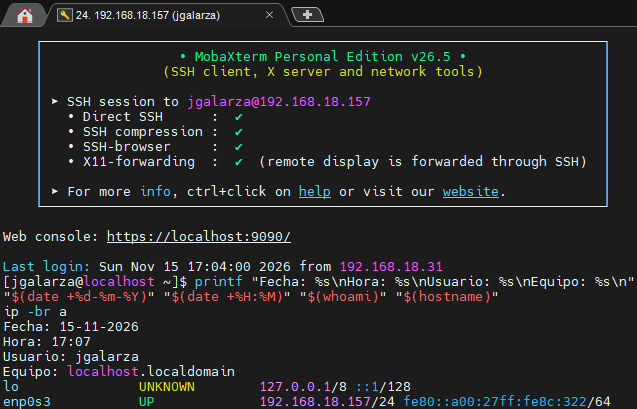 24. 192.168.18.157 (jgalarza)
• MobaXterm Personal Edition v26.5 •
(SSH client, X server and network tools)
➤ SSH session to jgalarza@192.168.18.157
• Direct SSH : ✔
• SSH compression : ✔
• SSH-browser : ✔
• X11-forwarding : ✔ (remote display is forwarded through SSH)
➤ For more info, ctrl+click on help or visit our website.
Web console: https://localhost:9090/
Last login: Sun Nov 15 17:04:00 2026 from 192.168.18.31
[jgalarza@localhost ~]$ printf "Fecha: %s\nHora: %s\nUsuario: %s\nEquipo: %s\n"
"$(date +%d-%m-%Y)" "$(date +%H:%M)" "$(whoami)" "$(hostname)"
ip -br a
Fecha: 15-11-2026
Hora: 17:07
Usuario: jgalarza
Equipo: localhost.localdomain
lo UNKNOWN 127.0.0.1/8 ::1/128
enp0s3 UP 192.168.18.157/24 fe80::a00:27ff:fe8c:322/64